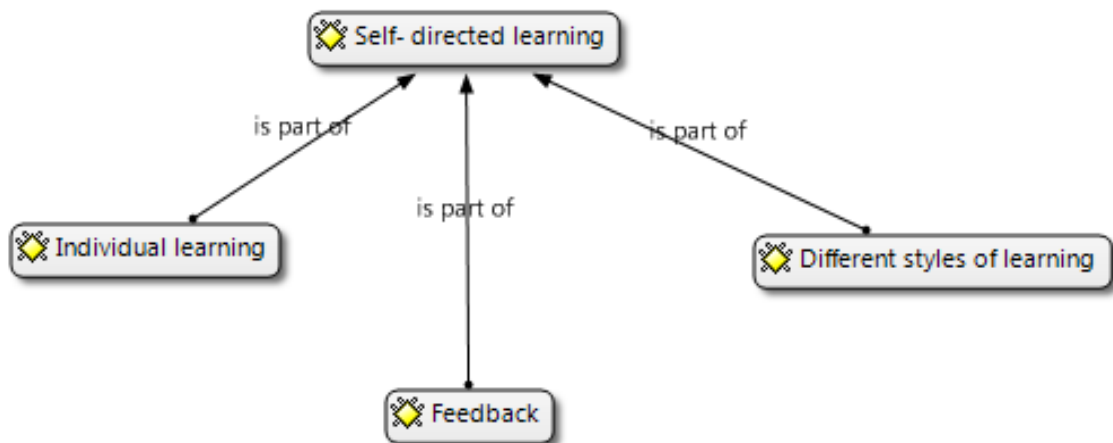 Self- directed learning
is part of
is part of
is part of
Individual learning
Different styles of learning
Feedback